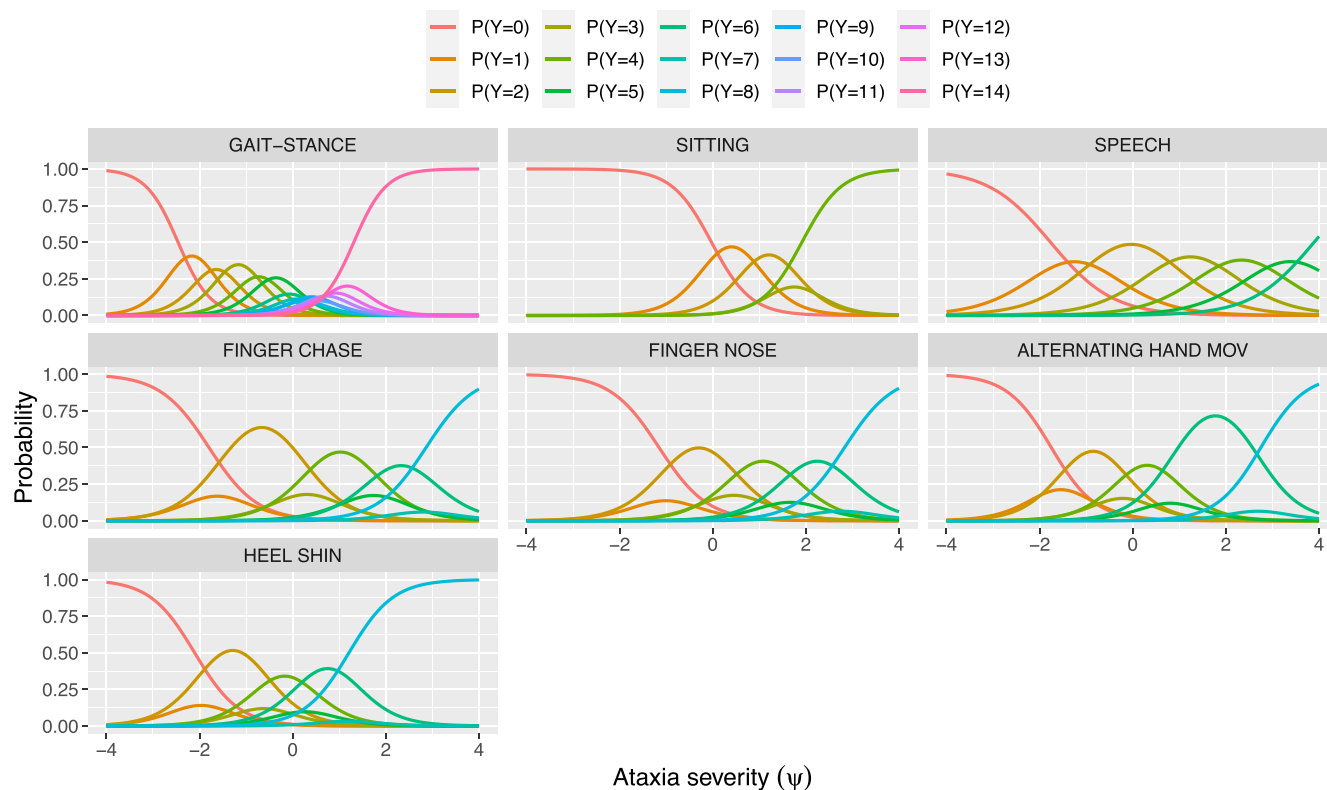 P(Y=0) P(Y=3) P(Y=6) P(Y=9) P(Y=12)
P(Y=1) P(Y=4) P(Y=7) P(Y=10) P(Y=13)
P(Y=2) P(Y=5) P(Y=8) P(Y=11) P(Y=14)
GAIT−STANCE SITTING SPEECH
1.00
0.75
0.50
0.25
0.00
FINGER CHASE FINGER NOSE ALTERNATING HAND MOV
1.00
0.75
0.50
0.25
0.00
−4 −2 0 2 4 −4 −2 0 2 4
HEEL SHIN
1.00
0.75
0.50
0.25
0.00
−4 −2 0 2 4
Probability
Ataxia severity (ψ)